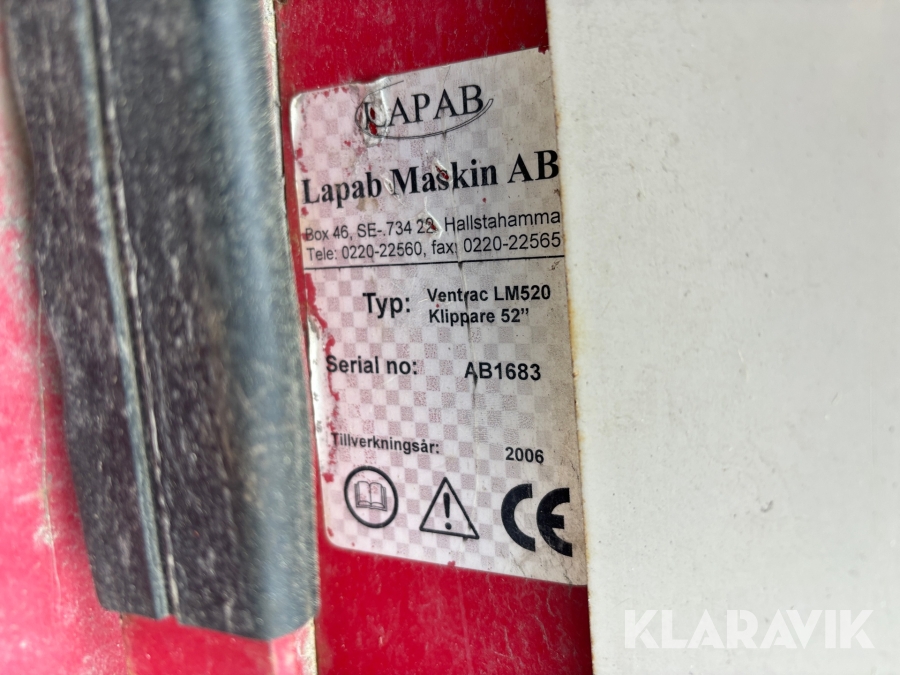 LAPAB
Lapab Maskin AB
Box 46, SE-.734 22, Hallstahamma
Tele: 0220-22560, fax: 0220-22565
Typ: Ventrac LM520
Klippare 52”
Serial no: AB1683
Tillverkningsår: 2006
CE
KLARAVIK